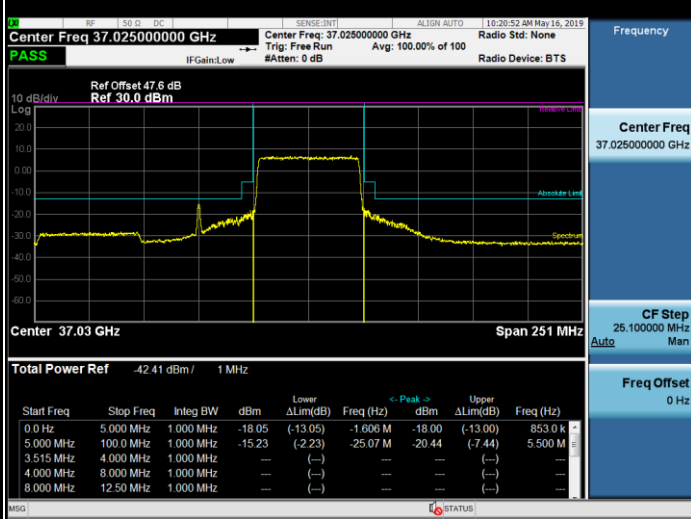 RF 50 Ω DC SENSE:INT ALIGN AUTO 10:20:52 AM May 16, 2019
Center Freq 37.025000000 GHz Center Freq: 37.025000000 GHz Radio Std: None
Trig: Free Run Avg: 100.00% of 100
PASS IFGain:Low #Atten: 0 dB Radio Device: BTS
Ref Offset 47.6 dB
10 dB/div Ref 30.0 dBm
Log
Relative Limit
20.0
10.0
0.00
-10.0
Absolute Limit
-20.0
-30.0
Spectrum
-40.0
-50.0
-60.0
Center 37.03 GHz Span 251 MHz
Total Power Ref -42.41 dBm / 1 MHz
Lower <- Peak -> Upper
Start Freq Stop Freq Integ BW dBm ΔLim(dB) Freq (Hz) dBm ΔLim(dB) Freq (Hz)
0.0 Hz 5.000 MHz 1.000 MHz -18.05 (-13.05) -1.606 M -18.00 (-13.00) 853.0 k
5.000 MHz 100.0 MHz 1.000 MHz -15.23 (-2.23) -25.07 M -20.44 (-7.44) 5.500 M
3.515 MHz 4.000 MHz 1.000 MHz --- (---) --- --- (---) ---
4.000 MHz 8.000 MHz 1.000 MHz --- (---) --- --- (---) ---
8.000 MHz 12.50 MHz 1.000 MHz --- (---) --- --- (---) ---
MSG STATUS
Frequency
Center Freq
37.025000000 GHz
CF Step
25.100000 MHz
Auto Man
Freq Offset
0 Hz